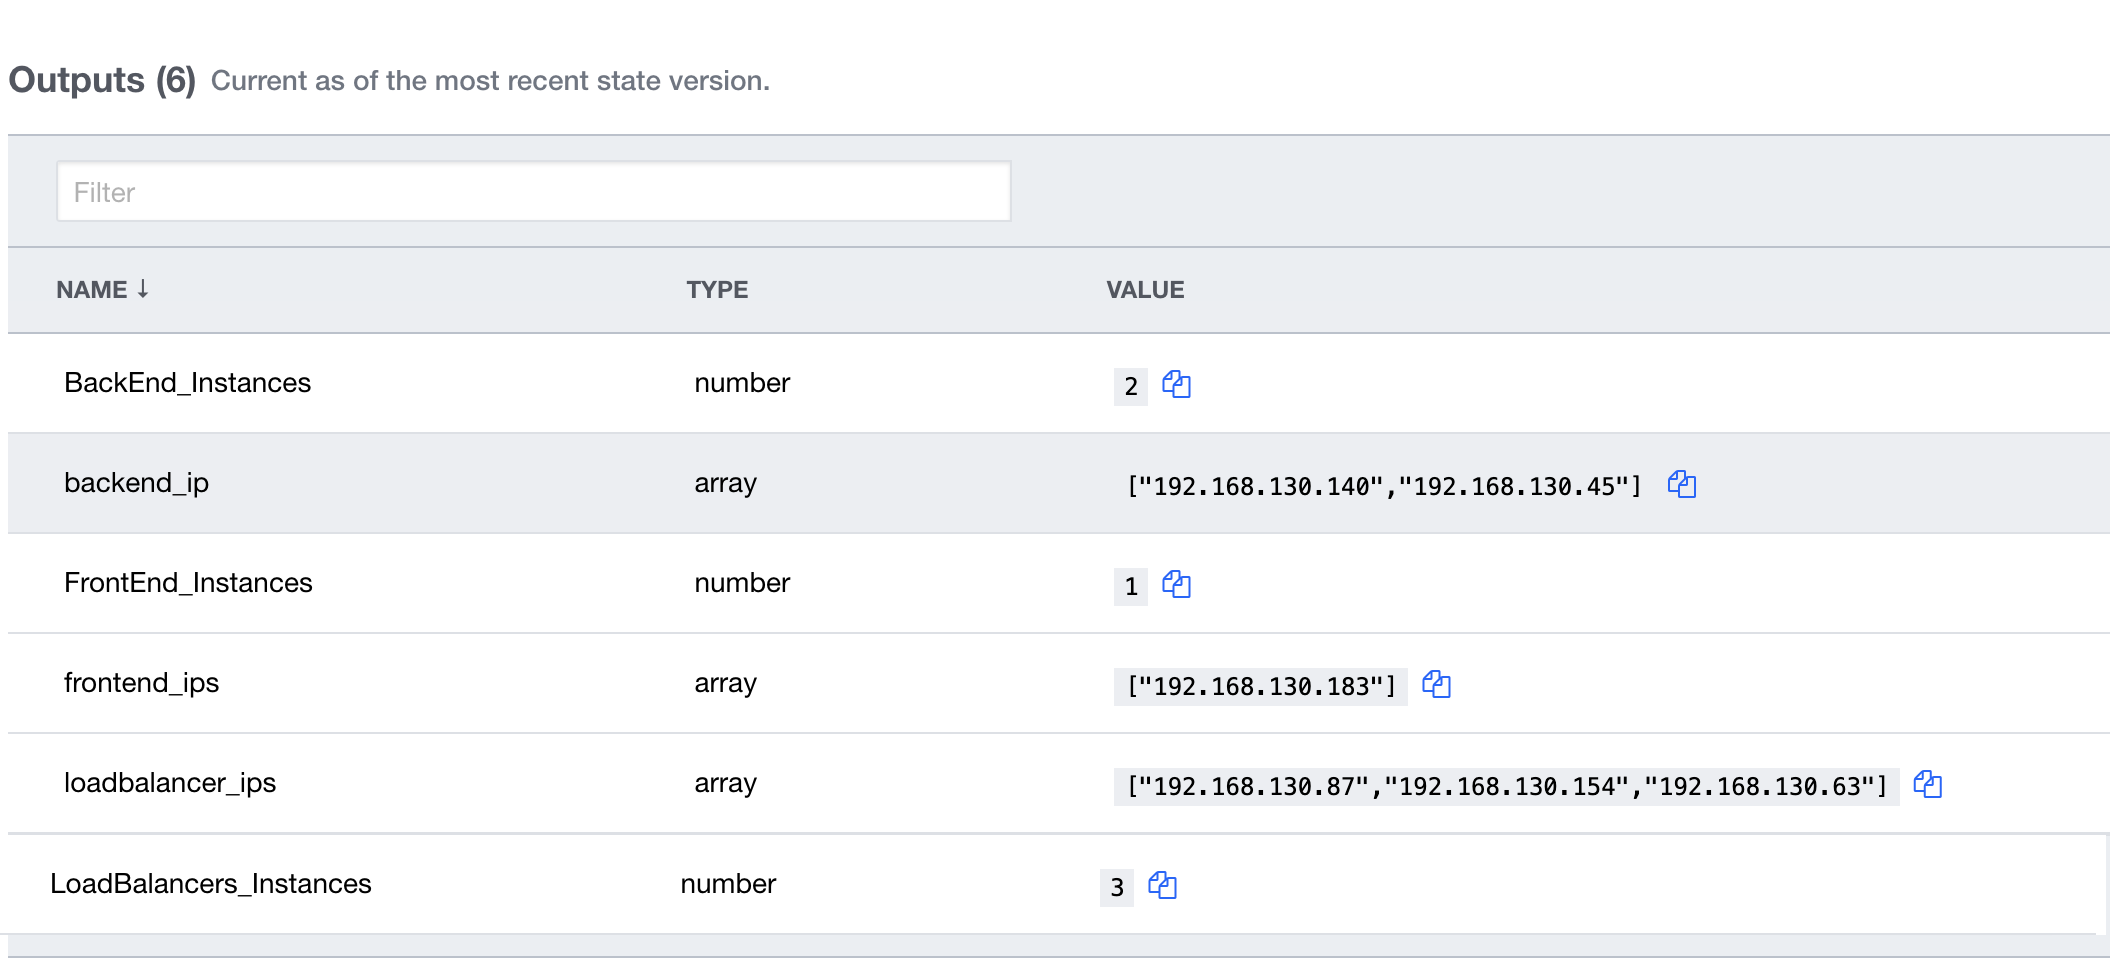 Outputs (6) Current as of the most recent state version.
Filter
NAME ↓ TYPE VALUE
BackEnd_Instances number 2
backend_ip array ["192.168.130.140","192.168.130.45"]
FrontEnd_Instances number 1
frontend_ips array ["192.168.130.183"]
loadbalancer_ips array ["192.168.130.87","192.168.130.154","192.168.130.63"]
LoadBalancers_Instances number 3